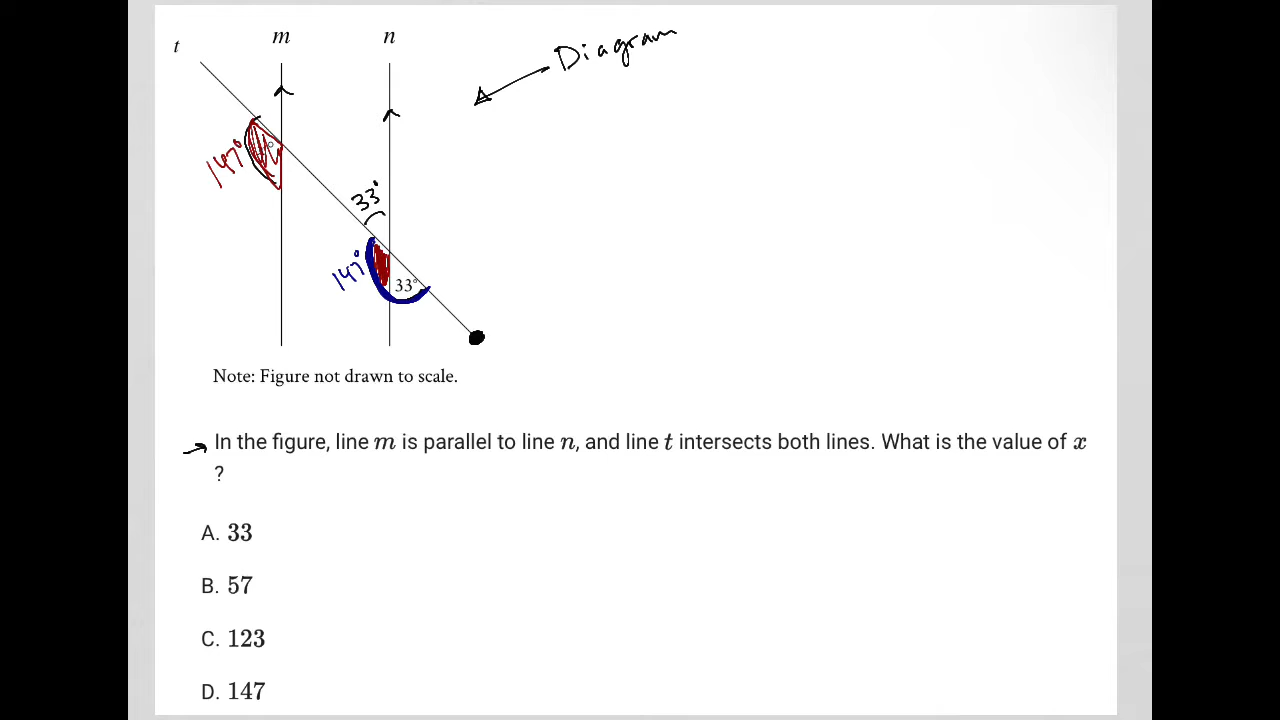 t m n
Diagram
147°
33°
147°
33°
Note: Figure not drawn to scale.
In the figure, line m is parallel to line n, and line t intersects both lines. What is the value of x
?
A. 33
B. 57
C. 123
D. 147